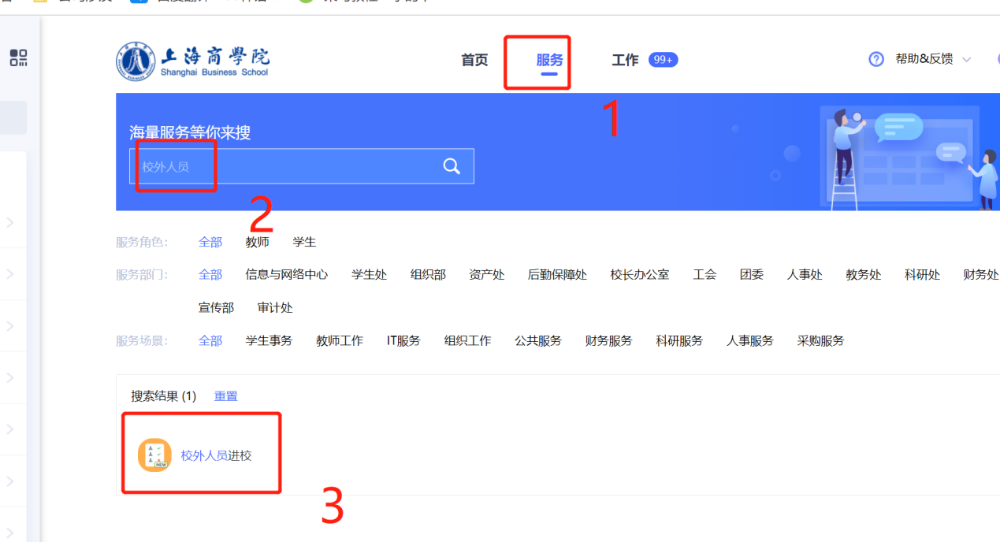 上海商學院
Shanghai Business School
首页
服务
工作 99+
帮助&反馈
1
海量服务等你来搜
校外人员
2
服务角色: 全部 教师 学生
服务部门: 全部 信息与网络中心 学生处 组织部 资产处 后勤保障处 校长办公室 工会 团委 人事处 教务处 科研处 财务处
宣传部 审计处
服务场景: 全部 学生事务 教师工作 IT服务 组织工作 公共服务 财务服务 科研服务 人事服务 采购服务
搜索结果 (1) 重置
NEW
校外人员进校
3